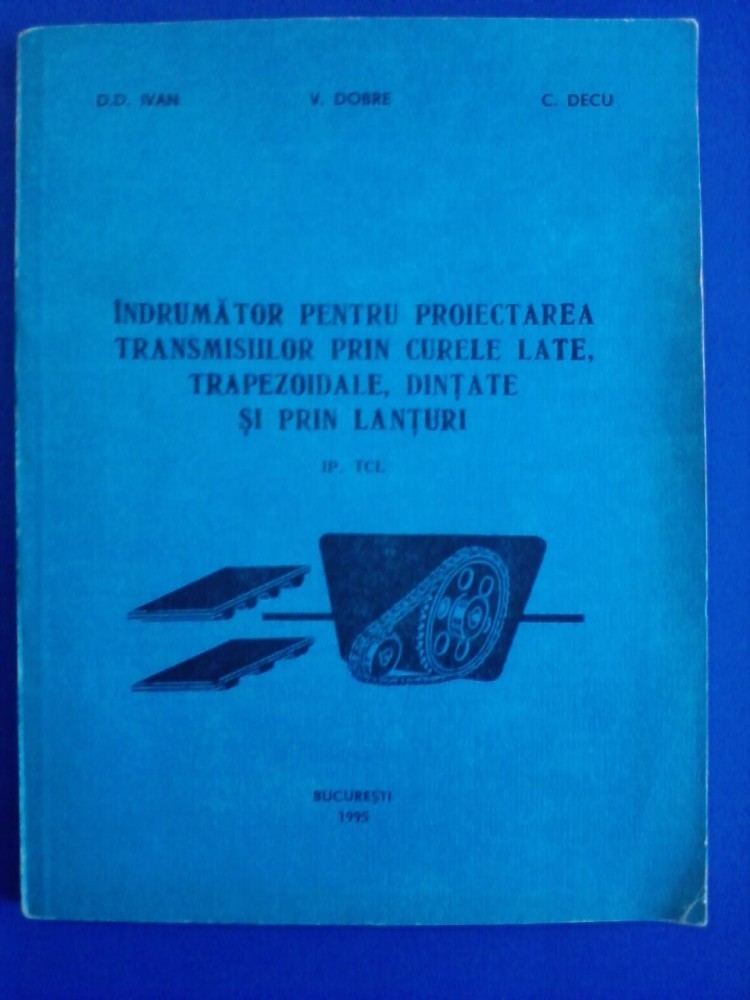 D.D. IVAN V. DOBRE C. DECU
ÎNDRUMĂTOR PENTRU PROIECTAREA
TRANSMISIILOR PRIN CURELE LATE,
TRAPEZOIDALE, DINȚATE
ȘI PRIN LANȚURI
IP. TCL
BUCUREȘTI
1995